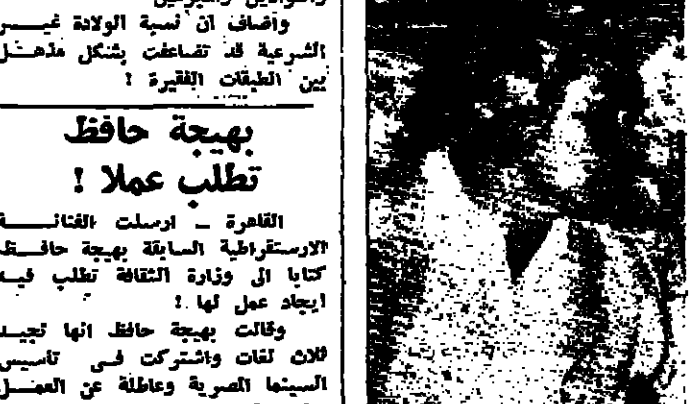 وأضاف ان نسبة الولادة غير
الشرعية قد تضاعفت بشكل مذهل
بين الطبقات الفقيرة !
بهيجة حافظ
تطلب عملا !
القاهرة ــ ارسلت الفنانة
الارستقراطية السابقة بهيجة حافظ
كتابا الى وزارة الثقافة تطلب فيه
ايجاد عمل لها !
وقالت بهيجة حافظ انها تجيد
ثلاث لغات واشتركت في تاسيس
السينما المصرية وعاطلة عن العمل